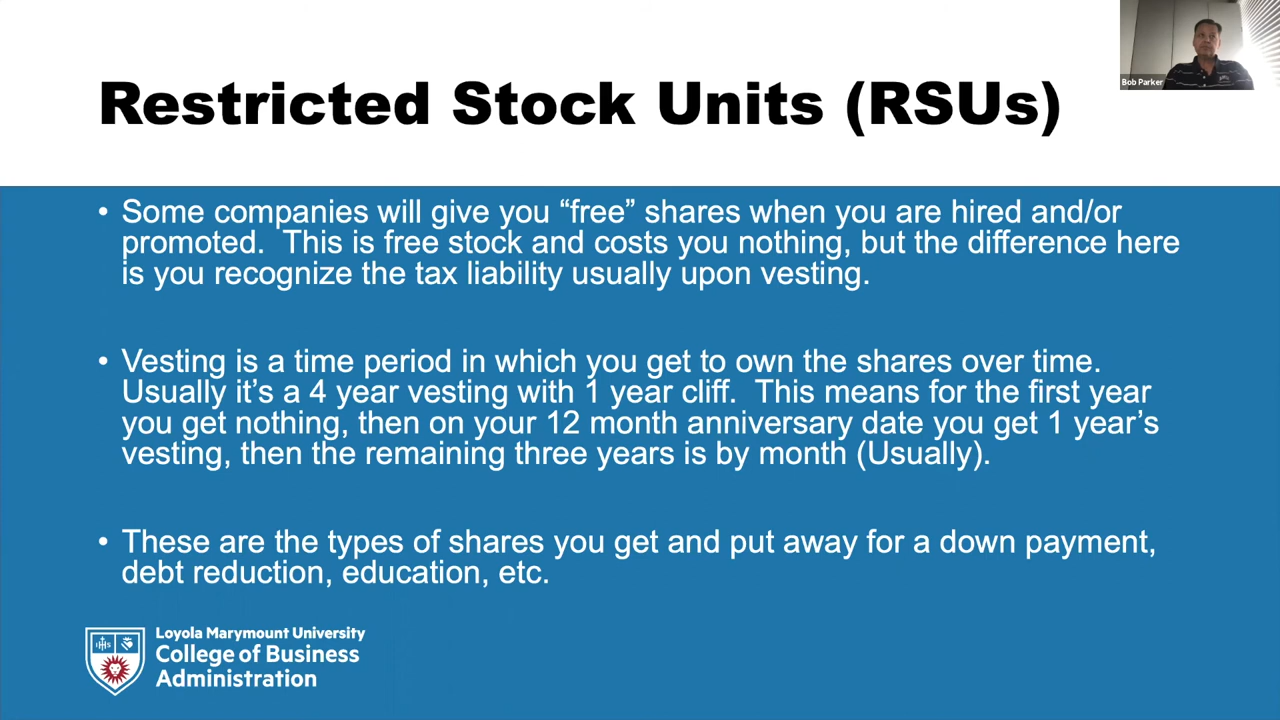 Bob Parker
Restricted Stock Units (RSUs)
• Some companies will give you “free” shares when you are hired and/or
promoted.  This is free stock and costs you nothing, but the difference here
is you recognize the tax liability usually upon vesting.
• Vesting is a time period in which you get to own the shares over time.
Usually it’s a 4 year vesting with 1 year cliff.  This means for the first year
you get nothing, then on your 12 month anniversary date you get 1 year’s
vesting, then the remaining three years is by month (Usually).
• These are the types of shares you get and put away for a down payment,
debt reduction, education, etc.
IHS
Loyola Marymount University
College of Business
Administration